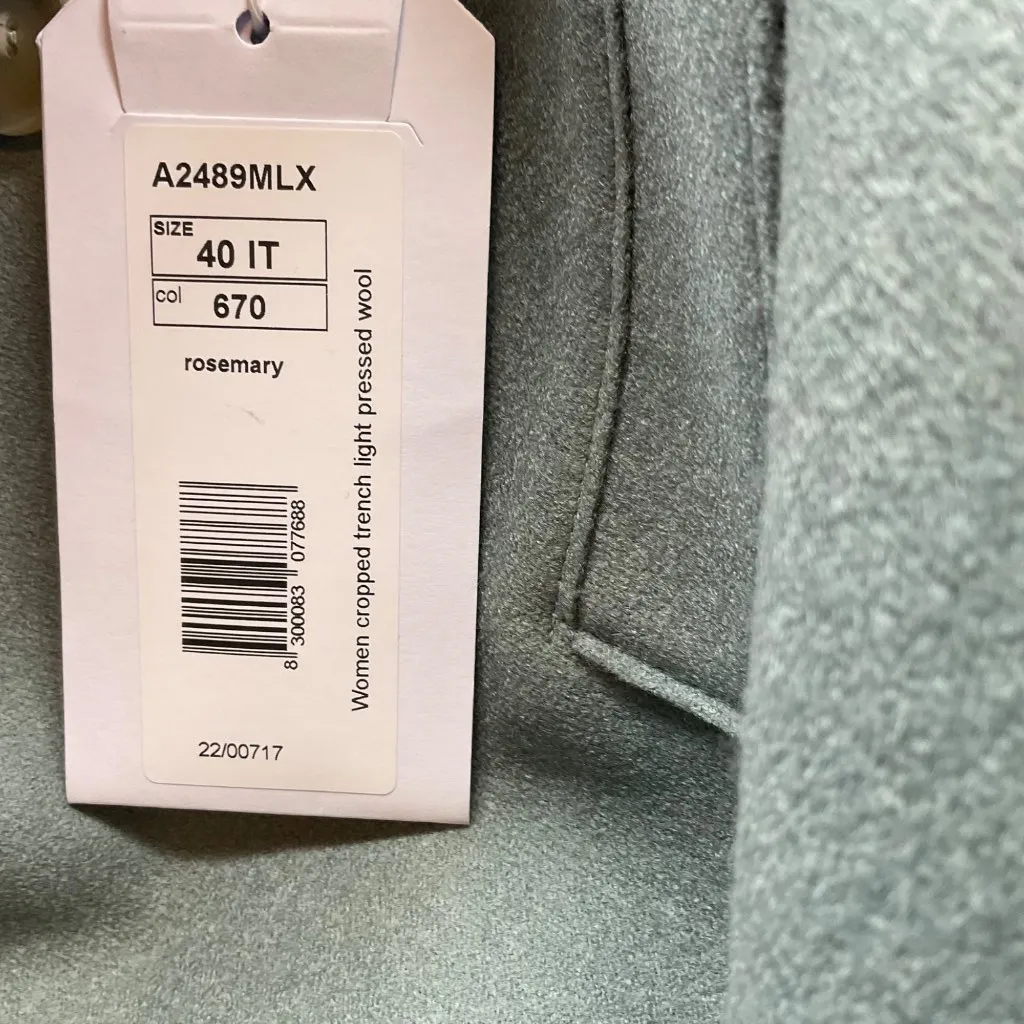 A2489MLX
SIZE
40 IT
col
670
rosemary
Women cropped trench light pressed wool
8 300083 077688
22/00717